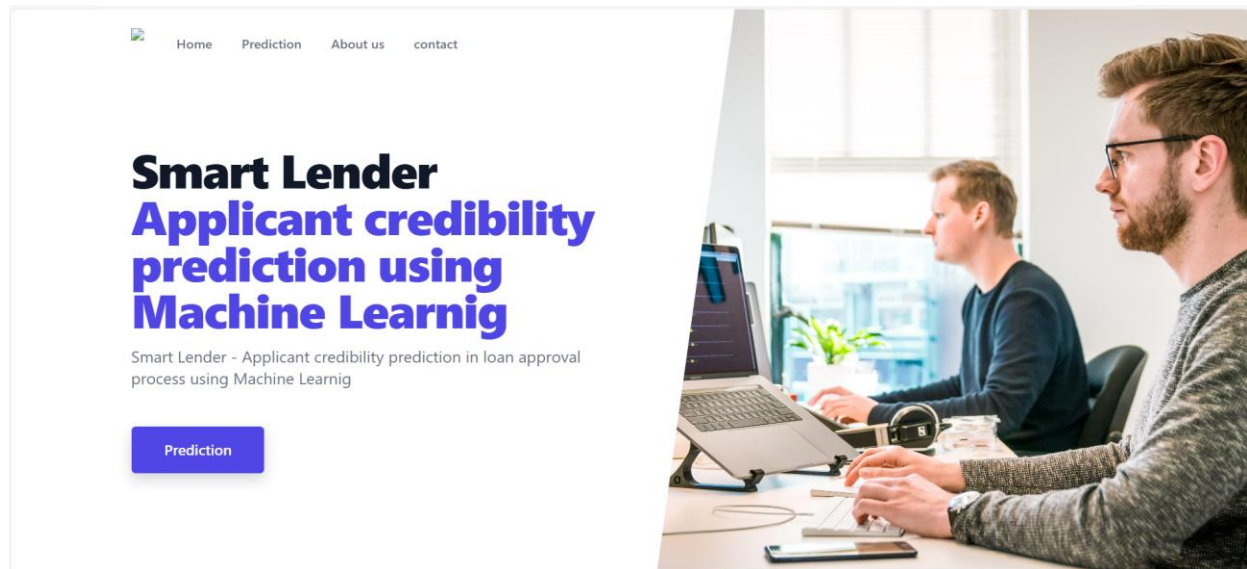 Home Prediction About us contact
Smart Lender
Applicant credibility
prediction using
Machine Learnig
Smart Lender - Applicant credibility prediction in loan approval
process using Machine Learnig
Prediction